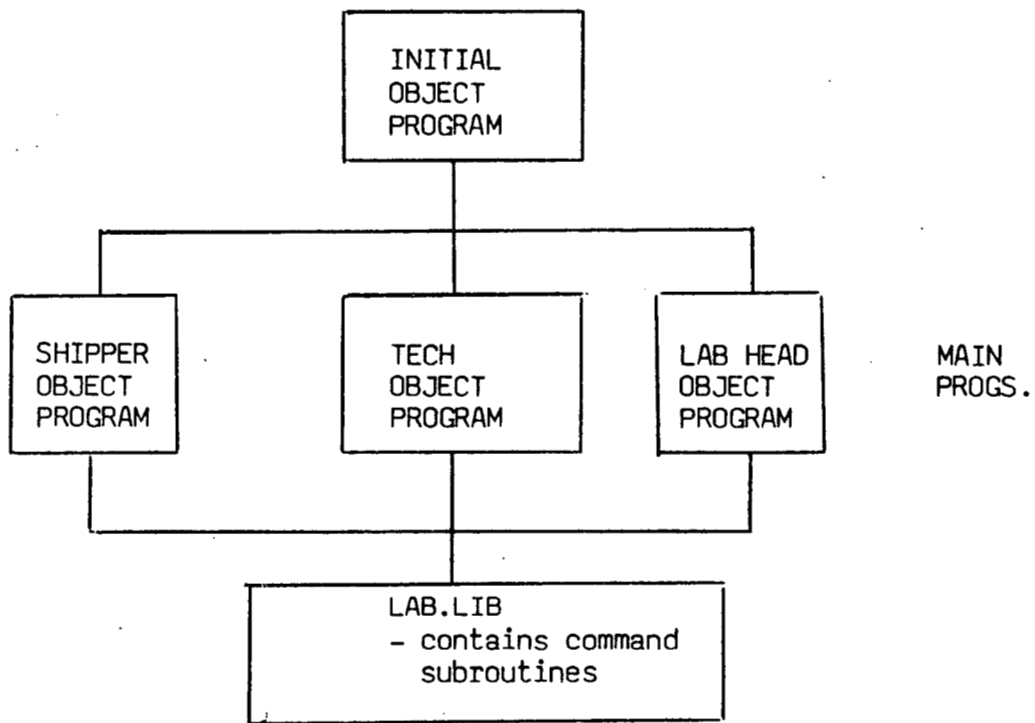 INITIAL
OBJECT
PROGRAM
SHIPPER
OBJECT
PROGRAM
TECH
OBJECT
PROGRAM
LAB HEAD
OBJECT
PROGRAM
MAIN
PROGS.
LAB.LIB
- contains command
subroutines